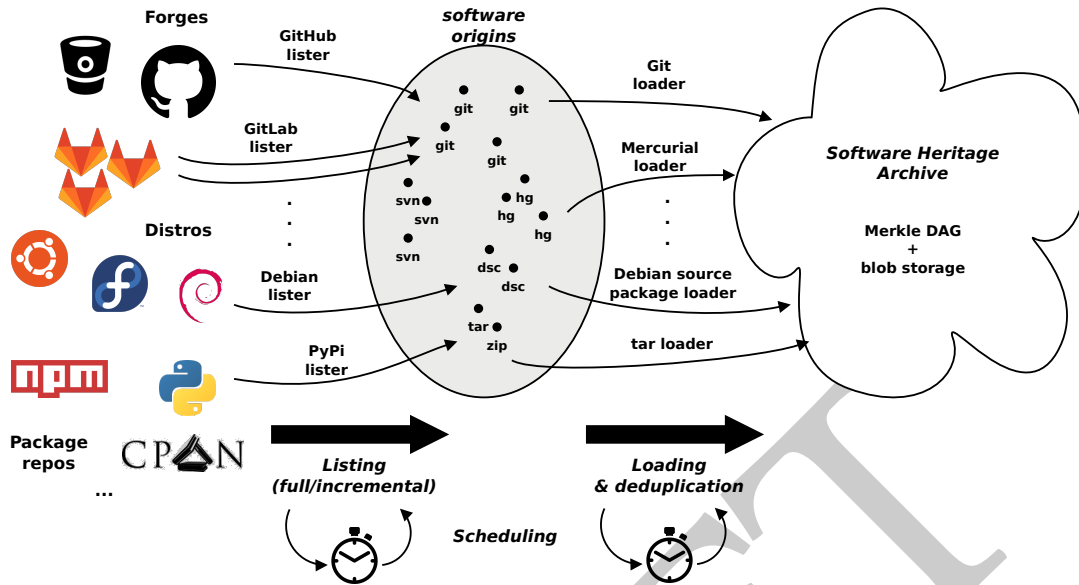 Forges
GitHub
lister
GitLab
lister
.
.
.
Distros
Debian
lister
PyPi
lister
npm
Package
repos
CPAN
...
software
origins
git
git
git
git
svn
svn
svn
hg
hg
hg
dsc
dsc
tar
zip
Git
loader
Mercurial
loader
.
.
.
Debian source
package loader
tar loader
Software Heritage
Archive
Merkle DAG
+
blob storage
Listing
(full/incremental)
Scheduling
Loading
& deduplication